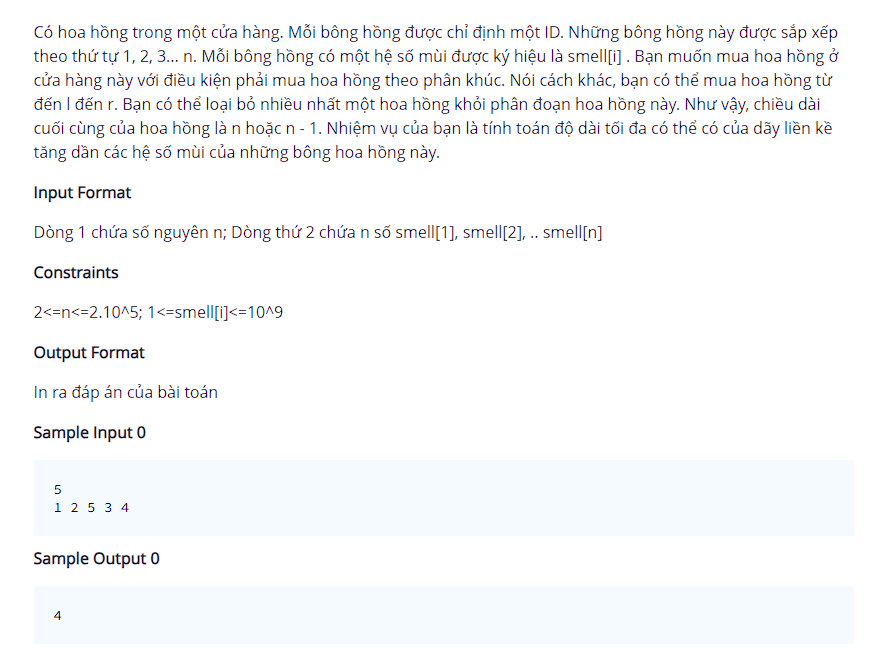 Có hoa hồng trong một cửa hàng. Mỗi bông hồng được chỉ định một ID. Những bông hồng này được sắp xếp
theo thứ tự 1, 2, 3... n. Mỗi bông hồng có một hệ số mùi được ký hiệu là smell[i] . Bạn muốn mua hoa hồng ở
cửa hàng này với điều kiện phải mua hoa hồng theo phân khúc. Nói cách khác, bạn có thể mua hoa hồng từ
đến l đến r. Bạn có thể loại bỏ nhiều nhất một hoa hồng khỏi phân đoạn hoa hồng này. Như vậy, chiều dài
cuối cùng của hoa hồng là n hoặc n - 1. Nhiệm vụ của bạn là tính toán độ dài tối đa có thể có của dãy liền kề
tăng dần các hệ số mùi của những bông hoa hồng này.
Input Format
Dòng 1 chứa số nguyên n; Dòng thứ 2 chứa n số smell[1], smell[2], .. smell[n]
Constraints
2<=n<=2.10^5; 1<=smell[i]<=10^9
Output Format
In ra đáp án của bài toán
Sample Input 0
5
1 2 5 3 4
Sample Output 0
4